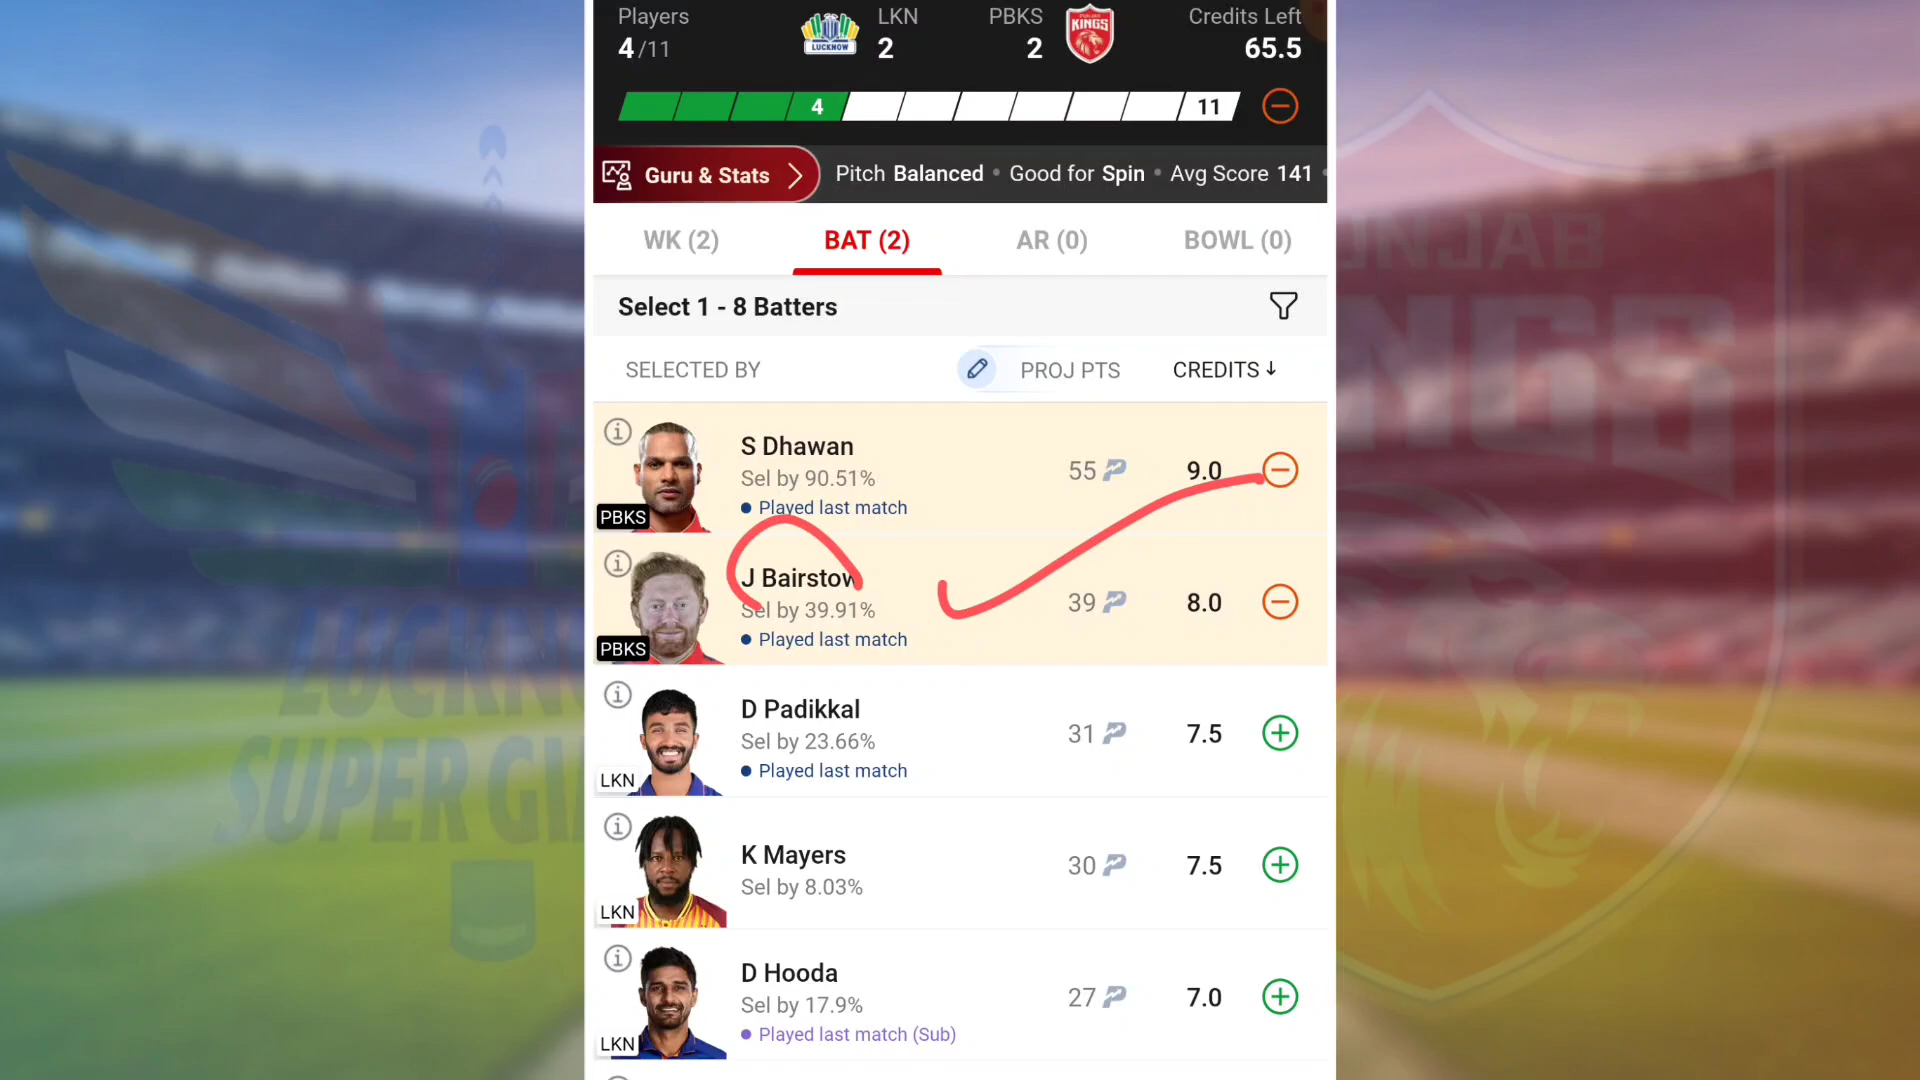 Players
4/11
LUCKNOW
LKN
2
PBKS
2
KINGS
Credits Left
65.5
4
11
Guru & Stats
Pitch Balanced • Good for Spin • Avg Score 141
WK (2)
BAT (2)
AR (0)
BOWL (0)
Select 1 - 8 Batters
SELECTED BY
PROJ PTS
CREDITS ↓
S Dhawan
Sel by 90.51%
Played last match
PBKS
55
9.0
J Bairstow
Sel by 39.91%
Played last match
PBKS
39
8.0
D Padikkal
Sel by 23.66%
Played last match
LKN
31
7.5
K Mayers
Sel by 8.03%
LKN
30
7.5
D Hooda
Sel by 17.9%
Played last match (Sub)
LKN
27
7.0